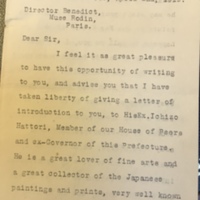 Director Benedict,
Muse Rodin,
Paris.
Dear Sir,
I feel it as great pleasure
to have this opportunity of writing
to you, and advise you that I have
taken liberty of giving a letter of
introduction to you, to Mr. Ichizo
Hattori, Member of our House of Peers
and ex-Governor of this Prefecture.
He is a great lover of fine arts and
a great collector of the Japanese
paintings and prints, very well known